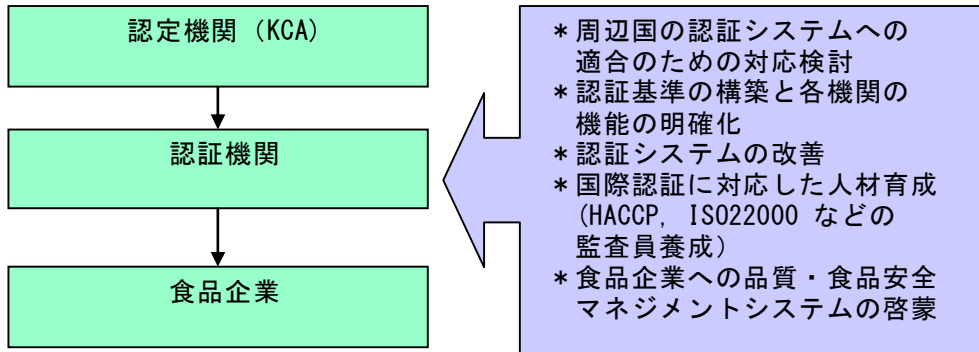 認定機関 (KCA)
認証機関
食品企業
＊周辺国の認証システムへの
適合のための対応検討
＊認証基準の構築と各機関の
機能の明確化
＊認証システムの改善
＊国際認証に対応した人材育成
(HACCP, ISO22000 などの
監査員養成)
＊食品企業への品質・食品安全
マネジメントシステムの啓蒙